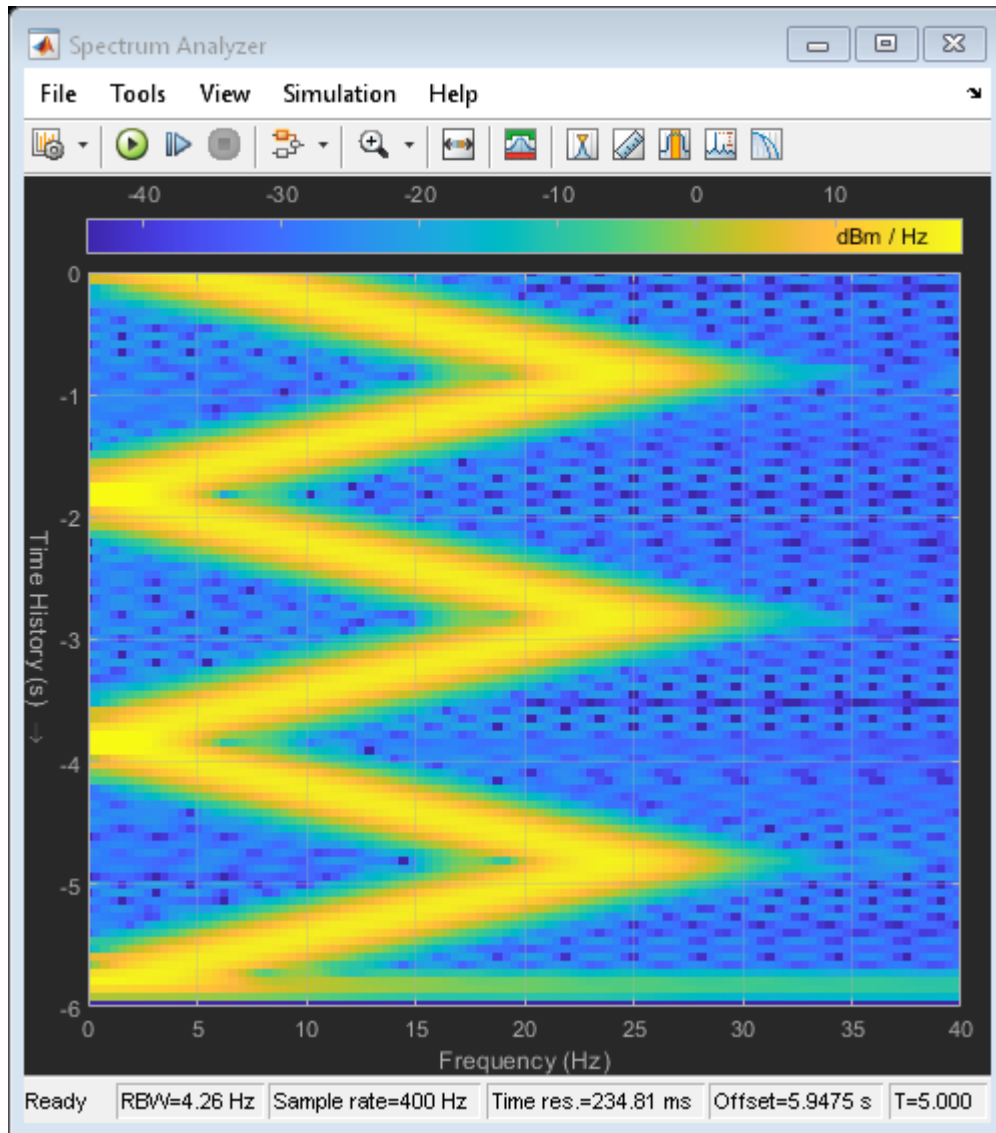 Spectrum Analyzer
File Tools View Simulation Help
-40 -30 -20 -10 0 10
dBm / Hz
0
-1
-2
-3
-4
-5
-6
Time History (s) →
0 5 10 15 20 25 30 35 40
Frequency (Hz)
Ready RBW=4.26 Hz Sample rate=400 Hz Time res.=234.81 ms Offset=5.9475 s T=5.000